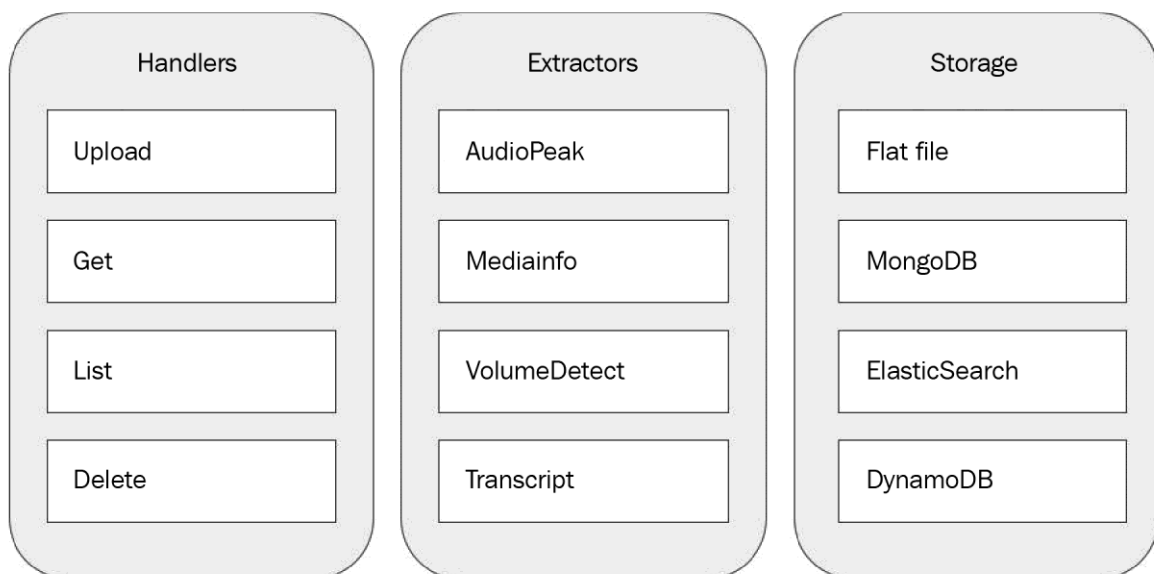 Handlers
Upload
Get
List
Delete
Extractors
AudioPeak
Mediainfo
VolumeDetect
Transcript
Storage
Flat file
MongoDB
ElasticSearch
DynamoDB